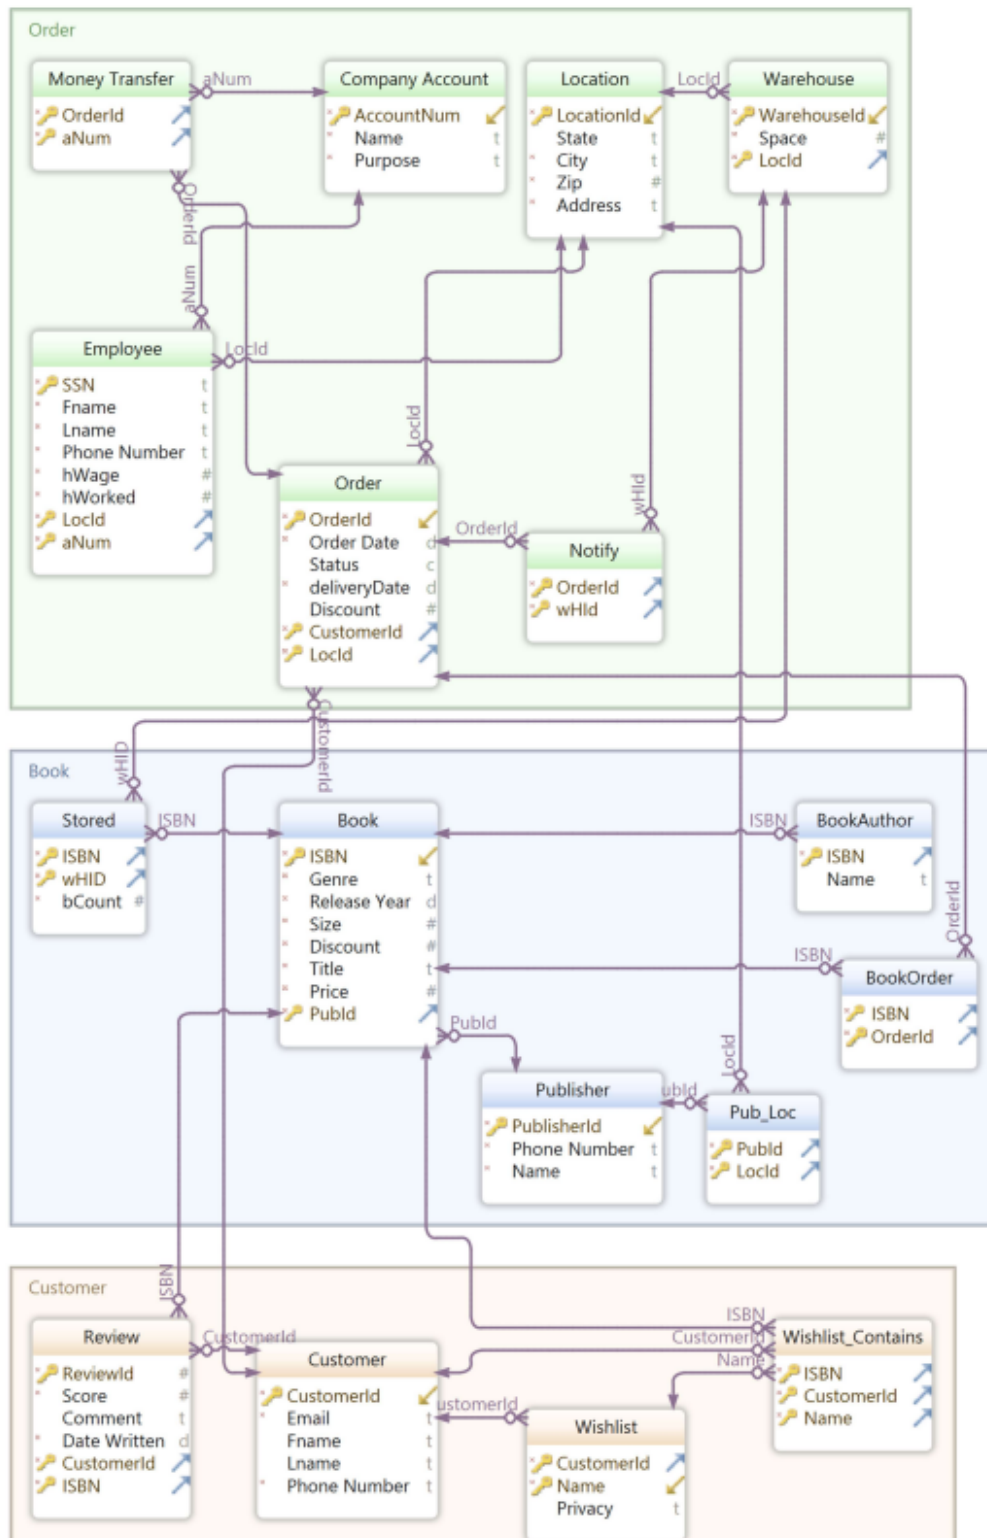 Order
Money Transfer
OrderId
aNum
aNum
Company Account
AccountNum
Name t
Purpose t
Location
LocationId
State t
City t
Zip #
Address t
LocId
Warehouse
WarehouseId
Space #
LocId
OrderId
aNum
Employee
SSN t
Fname t
Lname t
Phone Number t
hWage #
hWorked #
LocId
aNum
LocId
LocId
Order
OrderId
Order Date d
Status c
deliveryDate d
Discount #
CustomerId
LocId
OrderId
wHId
Notify
OrderId
wHId
CustomerId
Book
wHID
Stored
ISBN
wHID
bCount #
ISBN
Book
ISBN
Genre t
Release Year d
Size #
Discount #
Title t
Price #
PubId
ISBN
BookAuthor
ISBN
Name t
OrderId
ISBN
BookOrder
ISBN
OrderId
PubId
Publisher
PublisherId
Phone Number t
Name t
ubId
LocId
Pub_Loc
PubId
LocId
Customer
ISBN
Review
ReviewId #
Score #
Comment t
Date Written d
CustomerId
ISBN
CustomerId
Customer
CustomerId
Email t
Fname t
Lname t
Phone Number t
ustomerId
Wishlist
CustomerId
Name
Privacy t
ISBN
CustomerId
Name
Wishlist_Contains
ISBN
CustomerId
Name